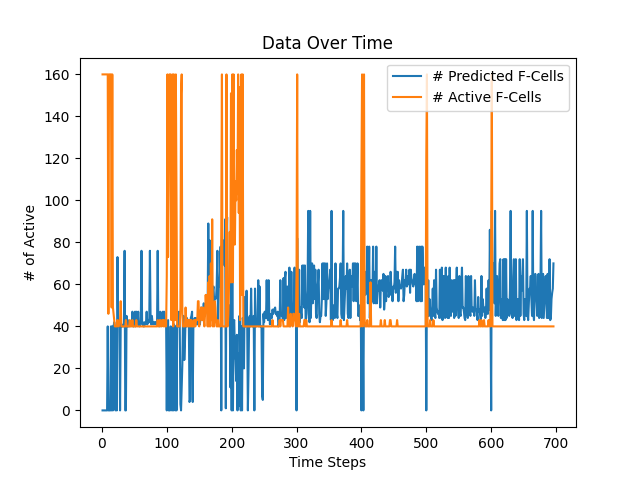 Data Over Time
# Predicted F-Cells
# Active F-Cells
160
140
120
100
80
60
40
20
0
# of Active
0 100 200 300 400 500 600 700
Time Steps